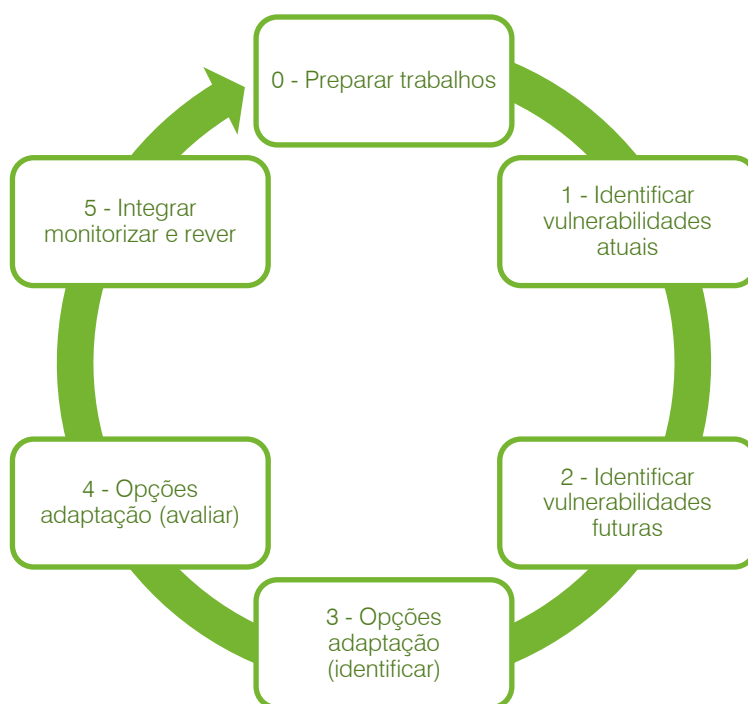 0 - Preparar trabalhos
1 - Identificar
vulnerabilidades
atuais
2 - Identificar
vulnerabilidades
futuras
3 - Opções
adaptação
(identificar)
4 - Opções
adaptação (avaliar)
5 - Integrar
monitorizar e rever